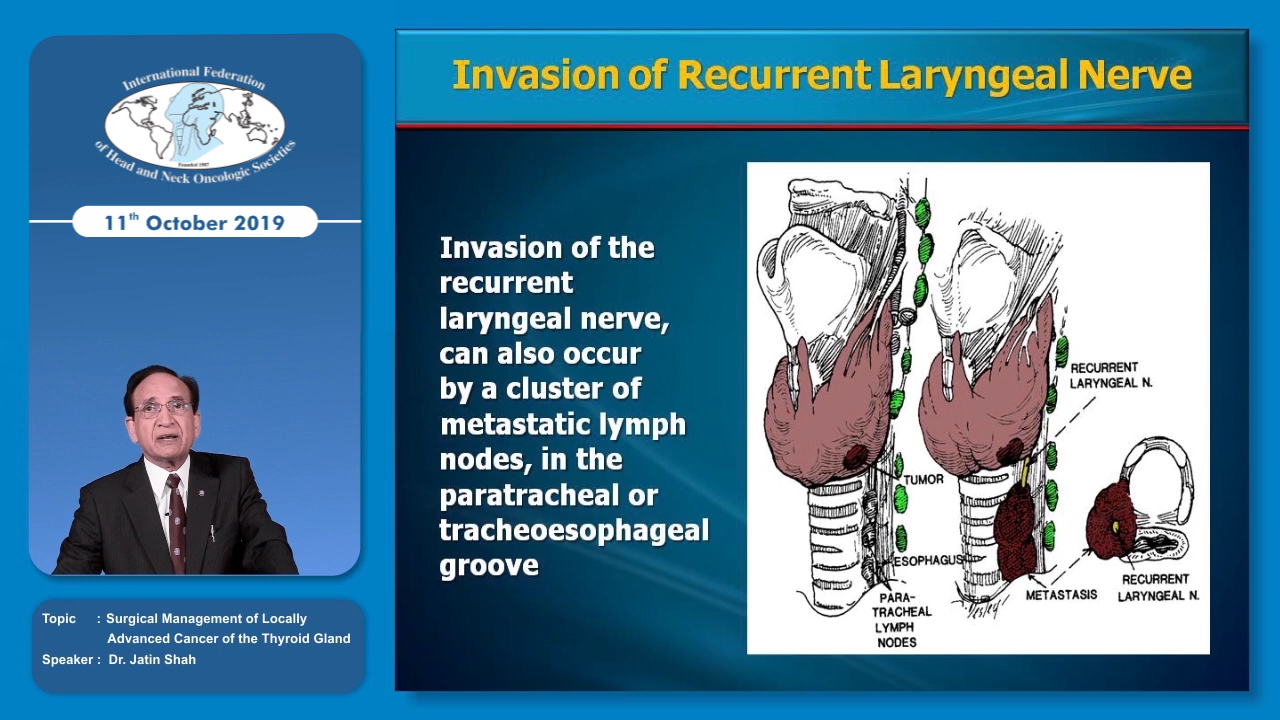 International Federation
of Head and Neck Oncologic Societies
Founded 1987
11th October 2019
Topic : Surgical Management of Locally
Advanced Cancer of the Thyroid Gland
Speaker : Dr. Jatin Shah
Invasion of Recurrent Laryngeal Nerve
Invasion of the
recurrent
laryngeal nerve,
can also occur
by a cluster of
metastatic lymph
nodes, in the
paratracheal or
tracheoesophageal
groove
RECURRENT
LARYNGEAL N.
TUMOR
ESOPHAGUS
PARA-
TRACHEAL
LYMPH
NODES
METASTASIS
RECURRENT
LARYNGEAL N.